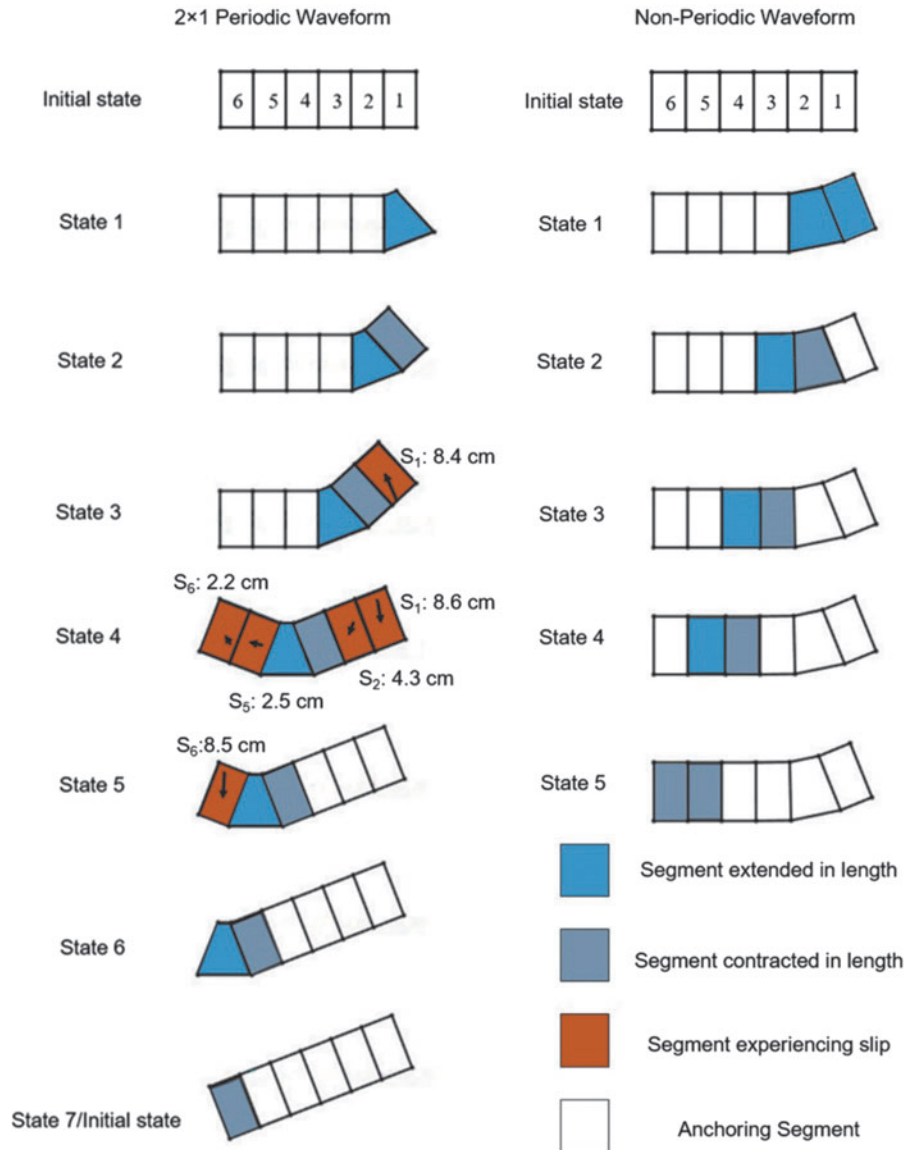 2×1 Periodic Waveform
Non-Periodic Waveform
Initial state
6 5 4 3 2 1
Initial state
6 5 4 3 2 1
State 1
State 1
State 2
State 2
State 3
S₁: 8.4 cm
State 3
S₆: 2.2 cm
State 4
S₁: 8.6 cm
S₂: 4.3 cm
S₅: 2.5 cm
State 4
S₆:8.5 cm
State 5
State 5
Segment extended in length
State 6
Segment contracted in length
Segment experiencing slip
State 7/Initial state
Anchoring Segment